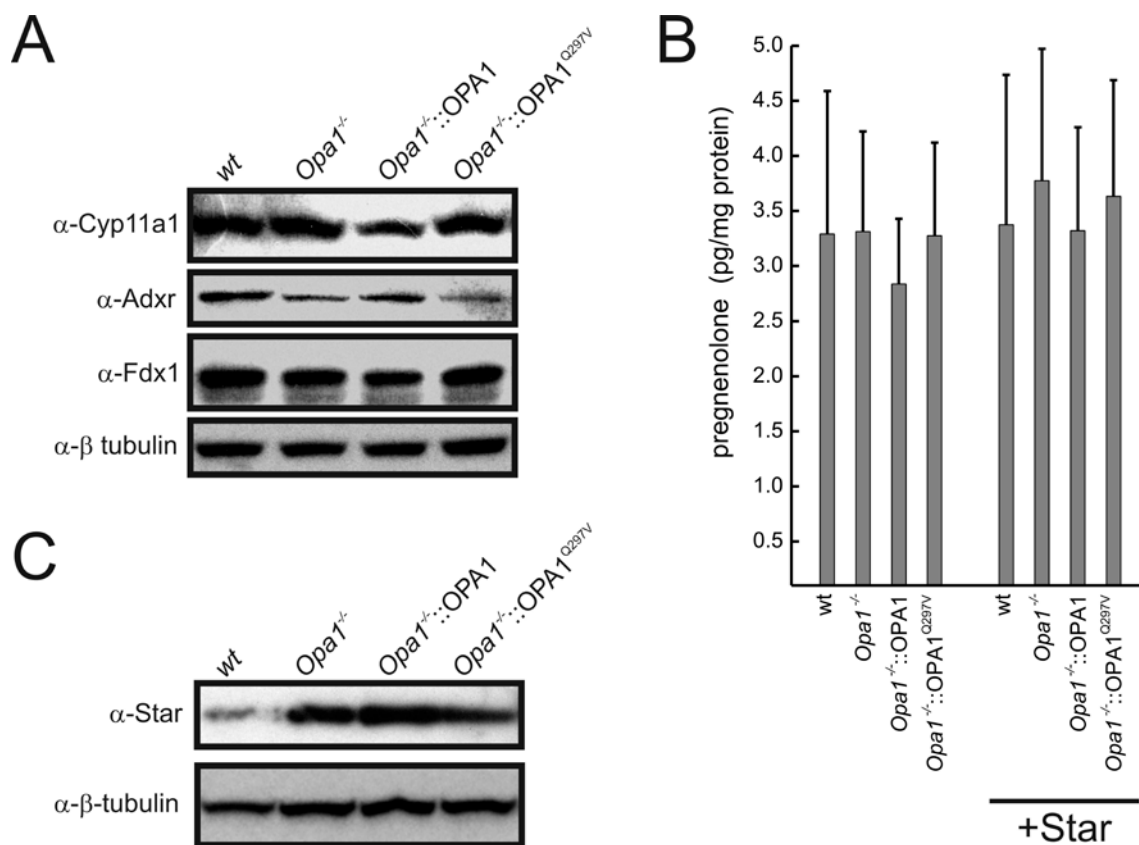 A
wt
Opa1-/-
Opa1-/-::OPA1
Opa1-/-::OPA1Q297V
α-Cyp11a1
α-Adxr
α-Fdx1
α-β tubulin
B
pregnenolone (pg/mg protein)
5.0
4.5
4.0
3.5
3.0
2.5
2.0
1.5
1.0
0.5
wt
Opa1-/-
Opa1-/-::OPA1
Opa1-/-::OPA1Q297V
wt
Opa1-/-
Opa1-/-::OPA1
Opa1-/-::OPA1Q297V
+Star
C
wt
Opa1-/-
Opa1-/-::OPA1
Opa1-/-::OPA1Q297V
α-Star
α-β-tubulin